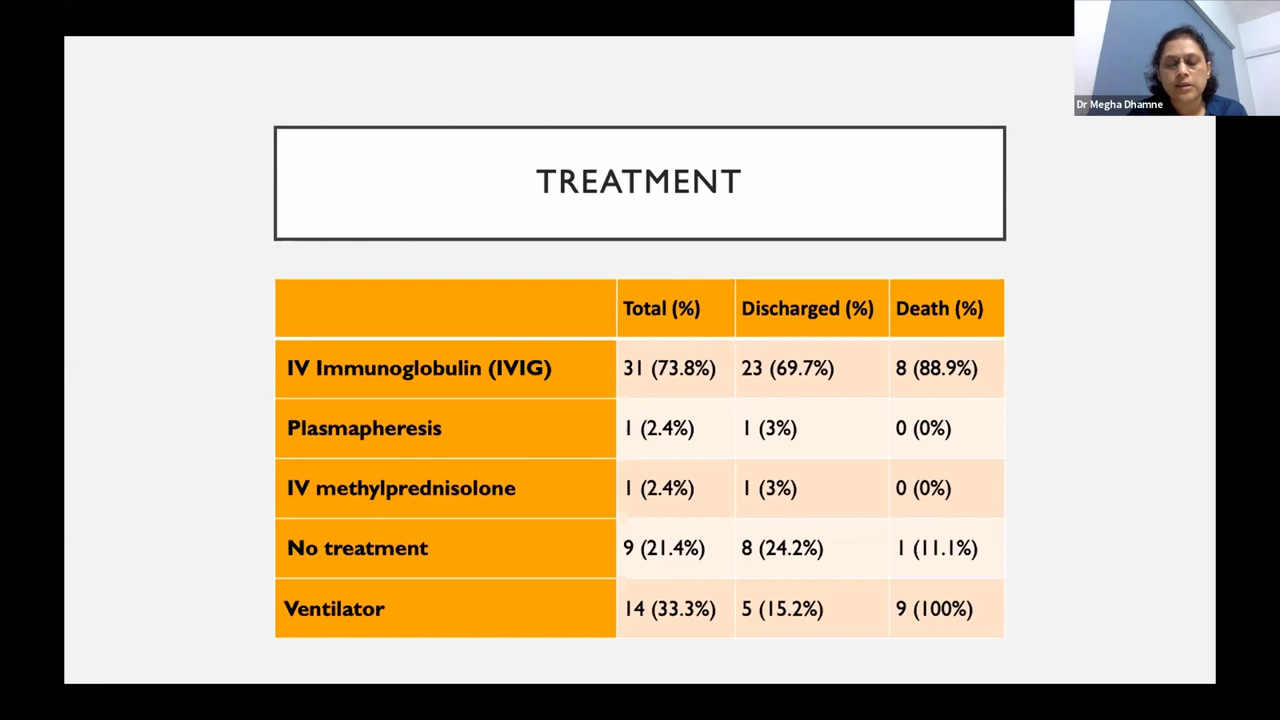 Dr Megha Dhamne
TREATMENT
Total (%) Discharged (%) Death (%)
IV Immunoglobulin (IVIG) 31 (73.8%) 23 (69.7%) 8 (88.9%)
Plasmapheresis 1 (2.4%) 1 (3%) 0 (0%)
IV methylprednisolone 1 (2.4%) 1 (3%) 0 (0%)
No treatment 9 (21.4%) 8 (24.2%) 1 (11.1%)
Ventilator 14 (33.3%) 5 (15.2%) 9 (100%)